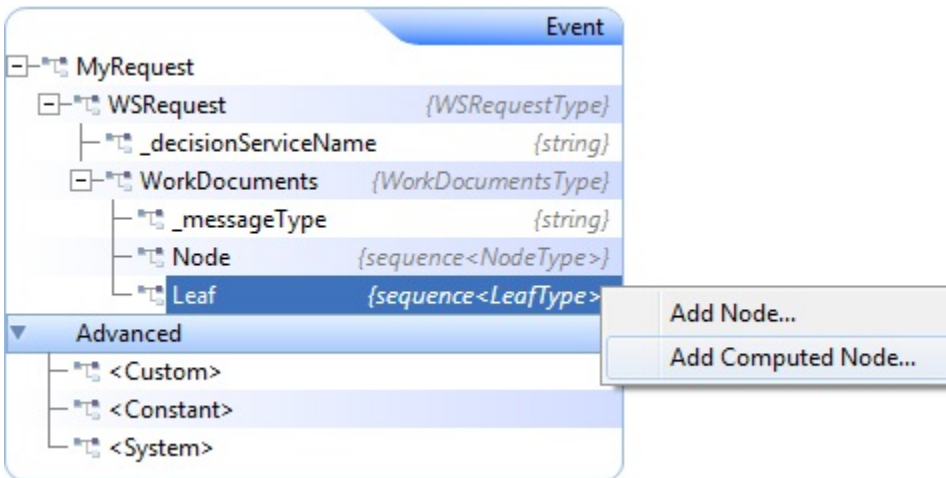 Event
MyRequest
WSRequest {WSRequestType}
_decisionServiceName {string}
WorkDocuments {WorkDocumentsType}
_messageType {string}
Node {sequence<NodeType>}
Leaf {sequence<LeafType>
Add Node...
Advanced
Add Computed Node...
<Custom>
<Constant>
<System>